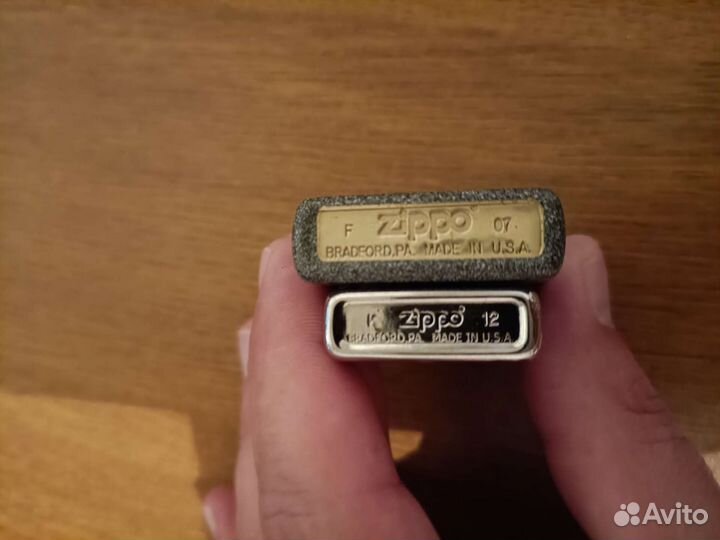 F zippo 07
BRADFORD,PA. MADE IN U.S.A.
zippo 12
BRADFORD,PA. MADE IN U.S.A.
Avito